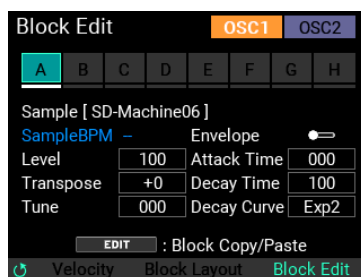 Block Edit OSC1 OSC2
A B C D E F G H
Sample [ SD-Machine06 ]
SampleBPM – Envelope
Level 100 Attack Time 000
Transpose +0 Decay Time 100
Tune 000 Decay Curve Exp2
EDIT : Block Copy/Paste
Velocity Block Layout Block Edit